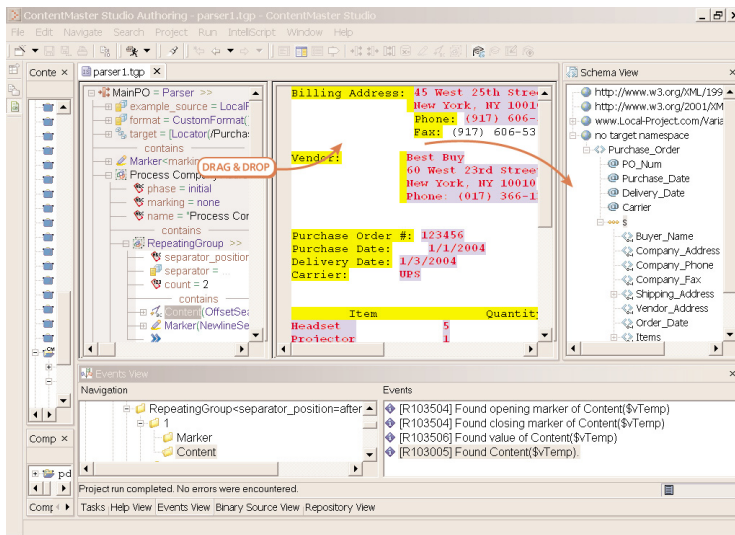 ContentMaster Studio Authoring - parser1.tgp - ContentMaster Studio
File Edit Navigate Search Project Run IntelliScript Window Help
Conte
parser1.tgp
MainPO = Parser >>
example_source = LocalF
format = CustomFormat(
target = [Locator(/Purcha
contains
Marker<marking
Process Company
phase = initial
marking = none
name = "Process Cor
contains
RepeatingGroup >>
separator_position
separator = ...
count = 2
contains
Content(OffsetSea
Marker(NewlineSe
DRAG & DROP
Billing Address: 45 West 25th Stre
New York, NY 1001
Phone: (917) 606-
Fax: (917) 606-53
Vendor: Best Buy
60 West 23rd Stree
New York, NY 10010
Phone: (917) 366-1
Purchase Order #: 123456
Purchase Date: 1/1/2004
Delivery Date: 1/3/2004
Carrier: UPS
Item Quantity
Headset 5
Projector 1
Schema View
http://www.w3.org/XML/199
http://www.w3.org/2001/XM
www.Local-Project.com/Varia
no target namespace
Purchase_Order
PO_Num
Purchase_Date
Delivery_Date
Carrier
S
Buyer_Name
Company_Address
Company_Phone
Company_Fax
Shipping_Address
Vendor_Address
Order_Date
Items
Events View
Navigation
RepeatingGroup<separator_position=after
1
Marker
Content
Events
[R103504] Found opening marker of Content($vTemp)
[R103504] Found closing marker of Content($vTemp)
[R103506] Found value of Content($vTemp)
[R103005] Found Content($vTemp).
CM
Comp
pd
Comp
Project run completed. No errors were encountered.
Tasks Help View Events View Binary Source View Repository View